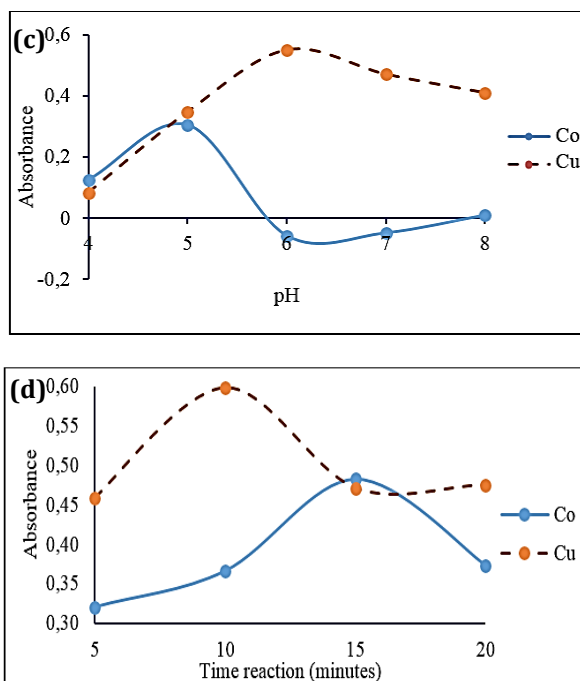 (c)
0,6
0,4
0,2
0
-0,2
Absorbance
4 5 6 7 8
pH
Co
Cu
(d)
0,60
0,55
0,50
0,45
0,40
0,35
0,30
Absorbance
5 10 15 20
Time reaction (minutes)
Co
Cu